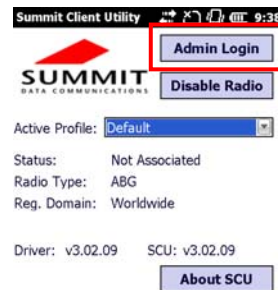 Summit Client Utility 9:38
Admin Login
SUMMIT
DATA COMMUNICATIONS
Disable Radio
Active Profile: Default
Status: Not Associated
Radio Type: ABG
Reg. Domain: Worldwide
Driver: v3.02.09 SCU: v3.02.09
About SCU